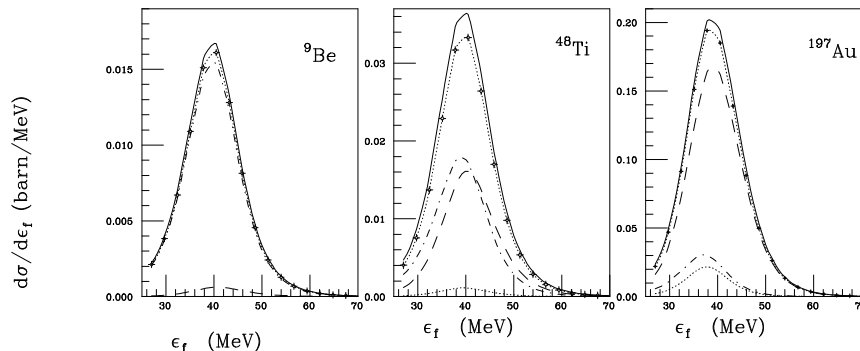 ⁹Be
⁴⁸Ti
¹⁹⁷Au
dσ/dε_f (barn/MeV)
0.015
0.010
0.005
0.000
0.03
0.02
0.01
0.00
0.20
0.15
0.10
0.05
0.00
30 40 50 60 70
30 40 50 60 70
30 40 50 60 70
ε_f (MeV)
ε_f (MeV)
ε_f (MeV)